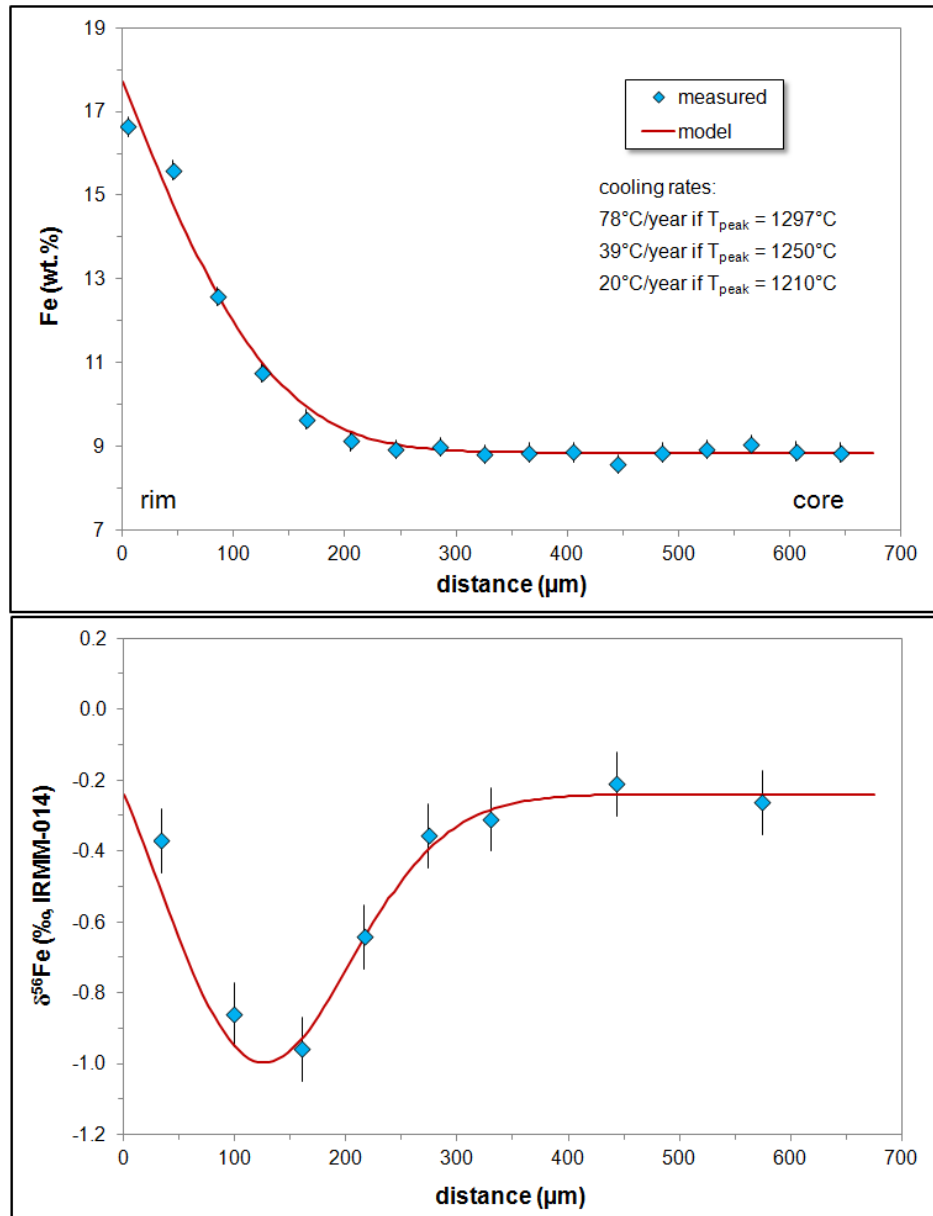 19
17
15
13
11
9
7
Fe (wt.%)
measured
model
cooling rates:
78°C/year if Tpeak = 1297°C
39°C/year if Tpeak = 1250°C
20°C/year if Tpeak = 1210°C
rim
core
0 100 200 300 400 500 600 700
distance (µm)
0.2
0.0
-0.2
-0.4
-0.6
-0.8
-1.0
-1.2
δ⁵⁶Fe (‰, IRMM-014)
0 100 200 300 400 500 600 700
distance (µm)